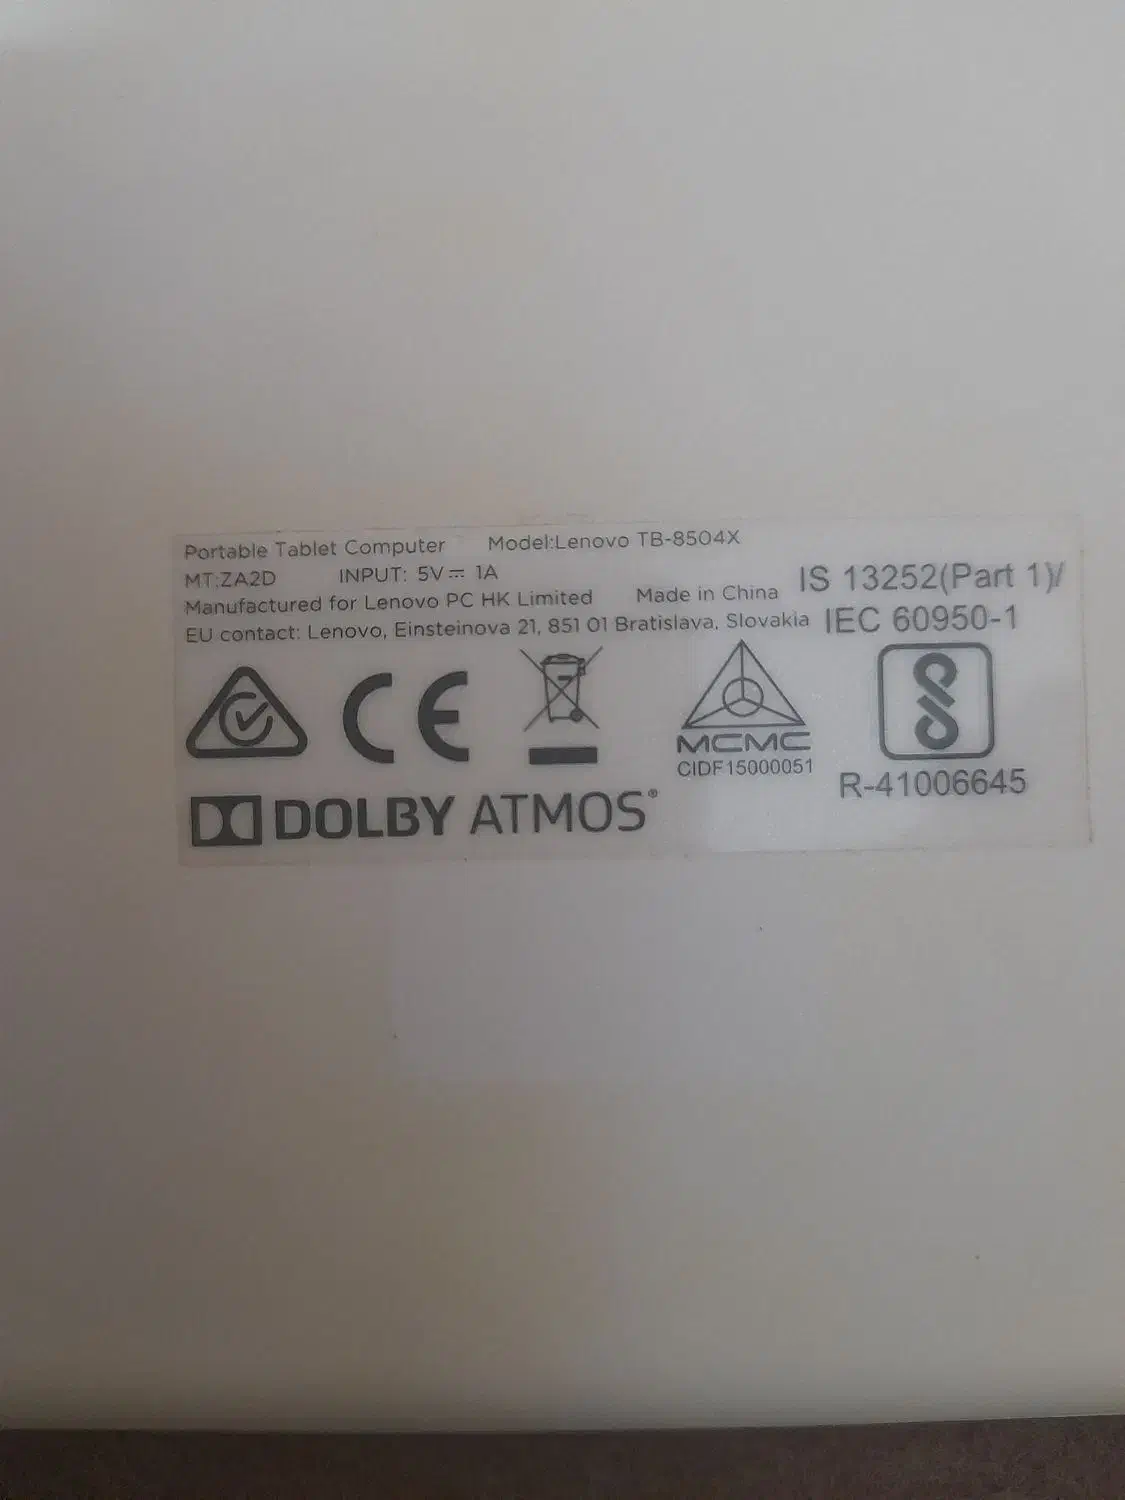 Portable Tablet Computer Model:Lenovo TB-8504X
MT:ZA2D INPUT: 5V⎓ 1A
Manufactured for Lenovo PC HK Limited Made in China
EU contact: Lenovo, Einsteinova 21, 851 01 Bratislava, Slovakia
IS 13252(Part 1)/
IEC 60950-1
CE
MCMC
CIDF15000051
R-41006645
DOLBY ATMOS®